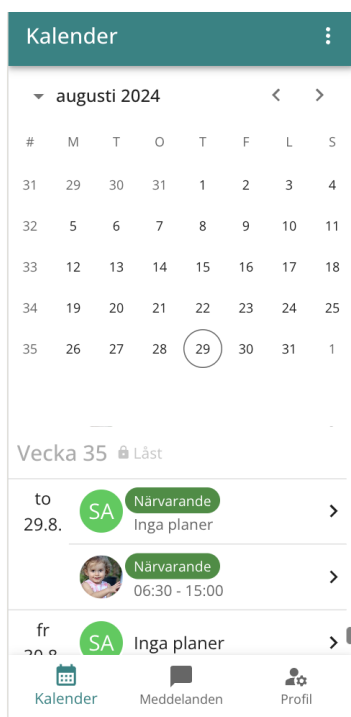 Kalender
augusti 2024
# M T O T F L S
31 29 30 31 1 2 3 4
32 5 6 7 8 9 10 11
33 12 13 14 15 16 17 18
34 19 20 21 22 23 24 25
35 26 27 28 29 30 31 1
Vecka 35 Låst
to
29.8.
SA
Närvarande
Inga planer
Närvarande
06:30 - 15:00
fr
30.8.
SA
Inga planer
Kalender Meddelanden Profil